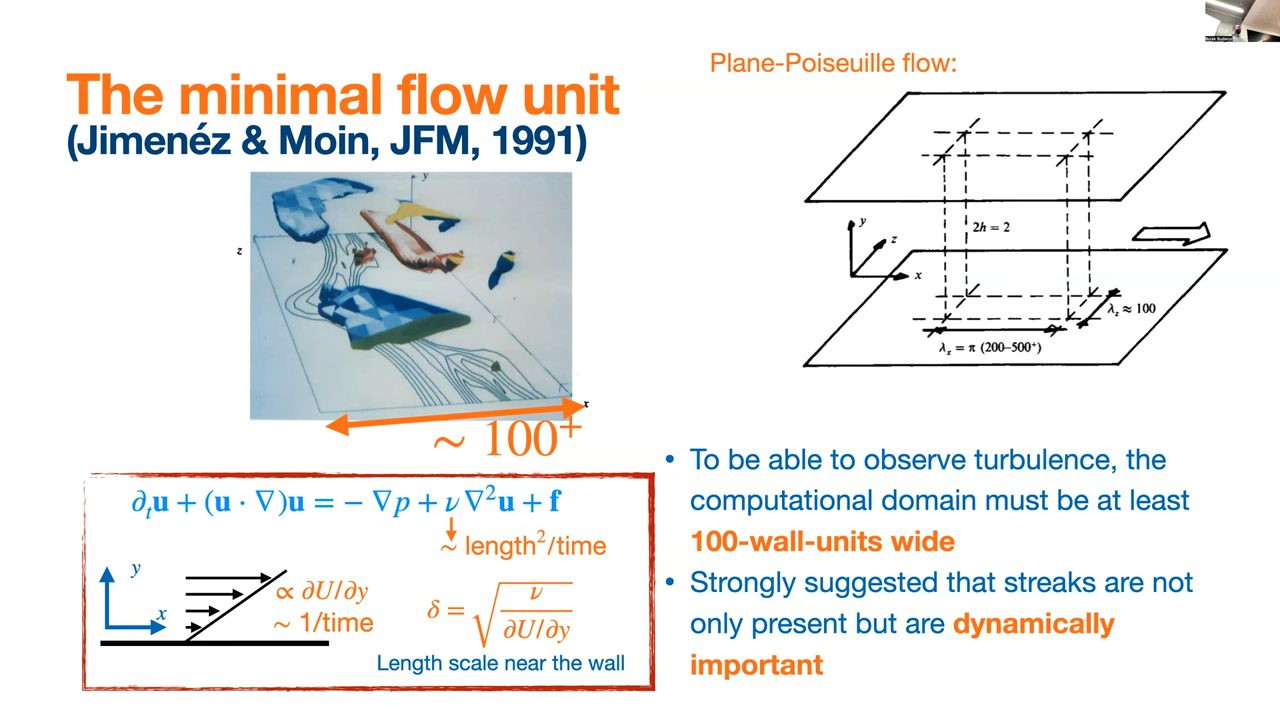 The minimal flow unit
(Jimenéz & Moin, JFM, 1991)
y
z
x
∼ 100⁺
∂ₜu + (u · ∇)u = − ∇p + ν∇²u + f
∼ length²/time
y
x
∝ ∂U/∂y
∼ 1/time
δ = √(ν / ∂U/∂y)
Length scale near the wall
Plane-Poiseuille flow:
2h = 2
y
z
x
λz ≈ 100
λx = π (200–500⁺)
• To be able to observe turbulence, the
computational domain must be at least
100-wall-units wide
• Strongly suggested that streaks are not
only present but are dynamically
important